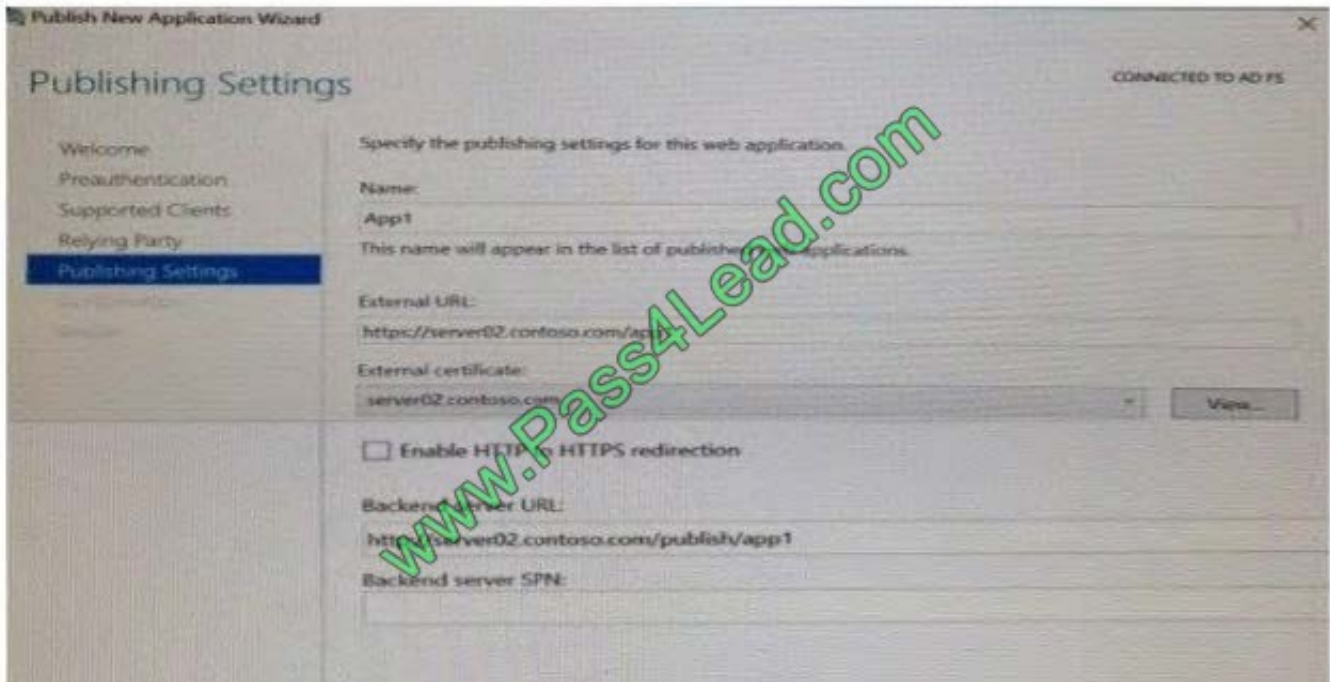 Publish New Application Wizard
Publishing Settings
CONNECTED TO AD FS
Welcome
Preauthentication
Supported Clients
Relying Party
Publishing Settings
Specify the publishing settings for this web application.
Name:
App1
This name will appear in the list of published applications.
External URL:
https://server02.contoso.com/app1
External certificate:
server02.contoso.com
View...
Enable HTTP to HTTPS redirection
Backend server URL:
http://server02.contoso.com/publish/app1
Backend server SPN:
www.Pass4Lead.com